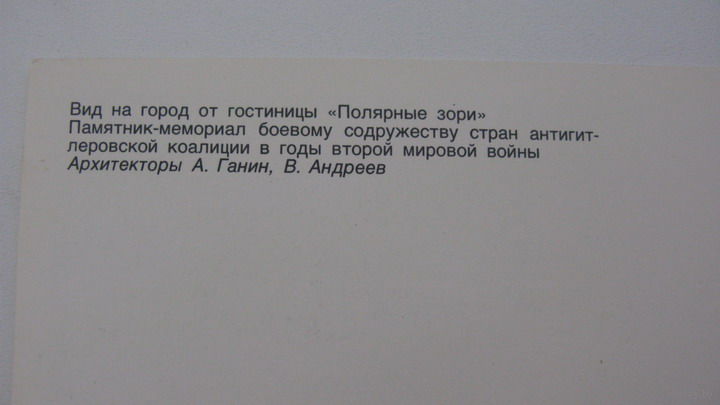 Вид на город от гостиницы «Полярные зори»
Памятник-мемориал боевому содружеству стран антигит-
леровской коалиции в годы второй мировой войны
Архитекторы А. Ганин, В. Андреев